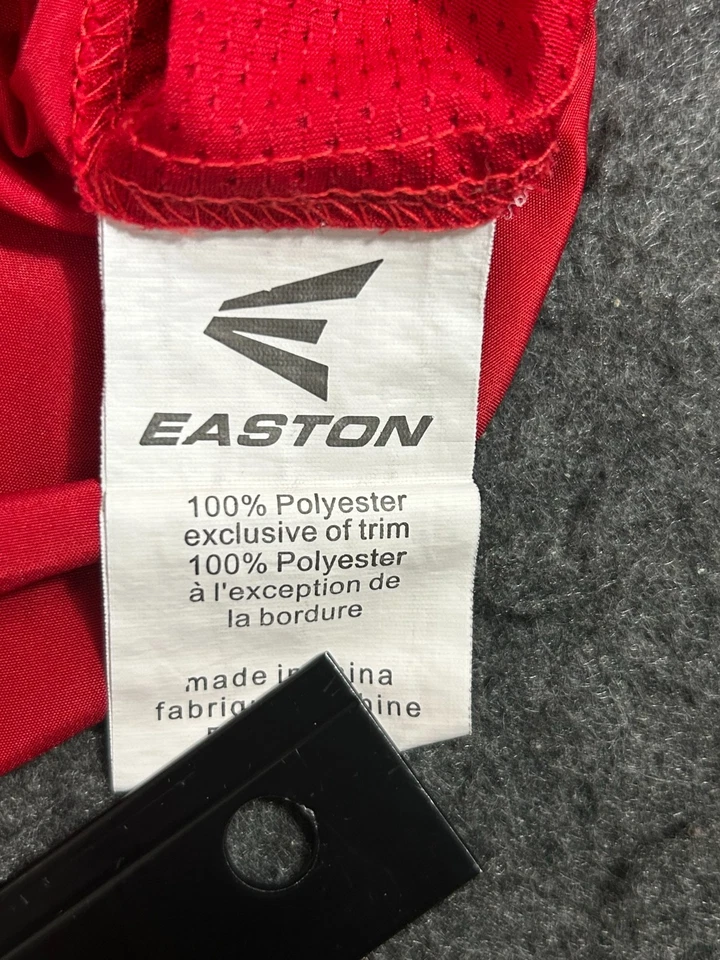 EASTON
100% Polyester
exclusive of trim
100% Polyester
à l'exception de
la bordure
made